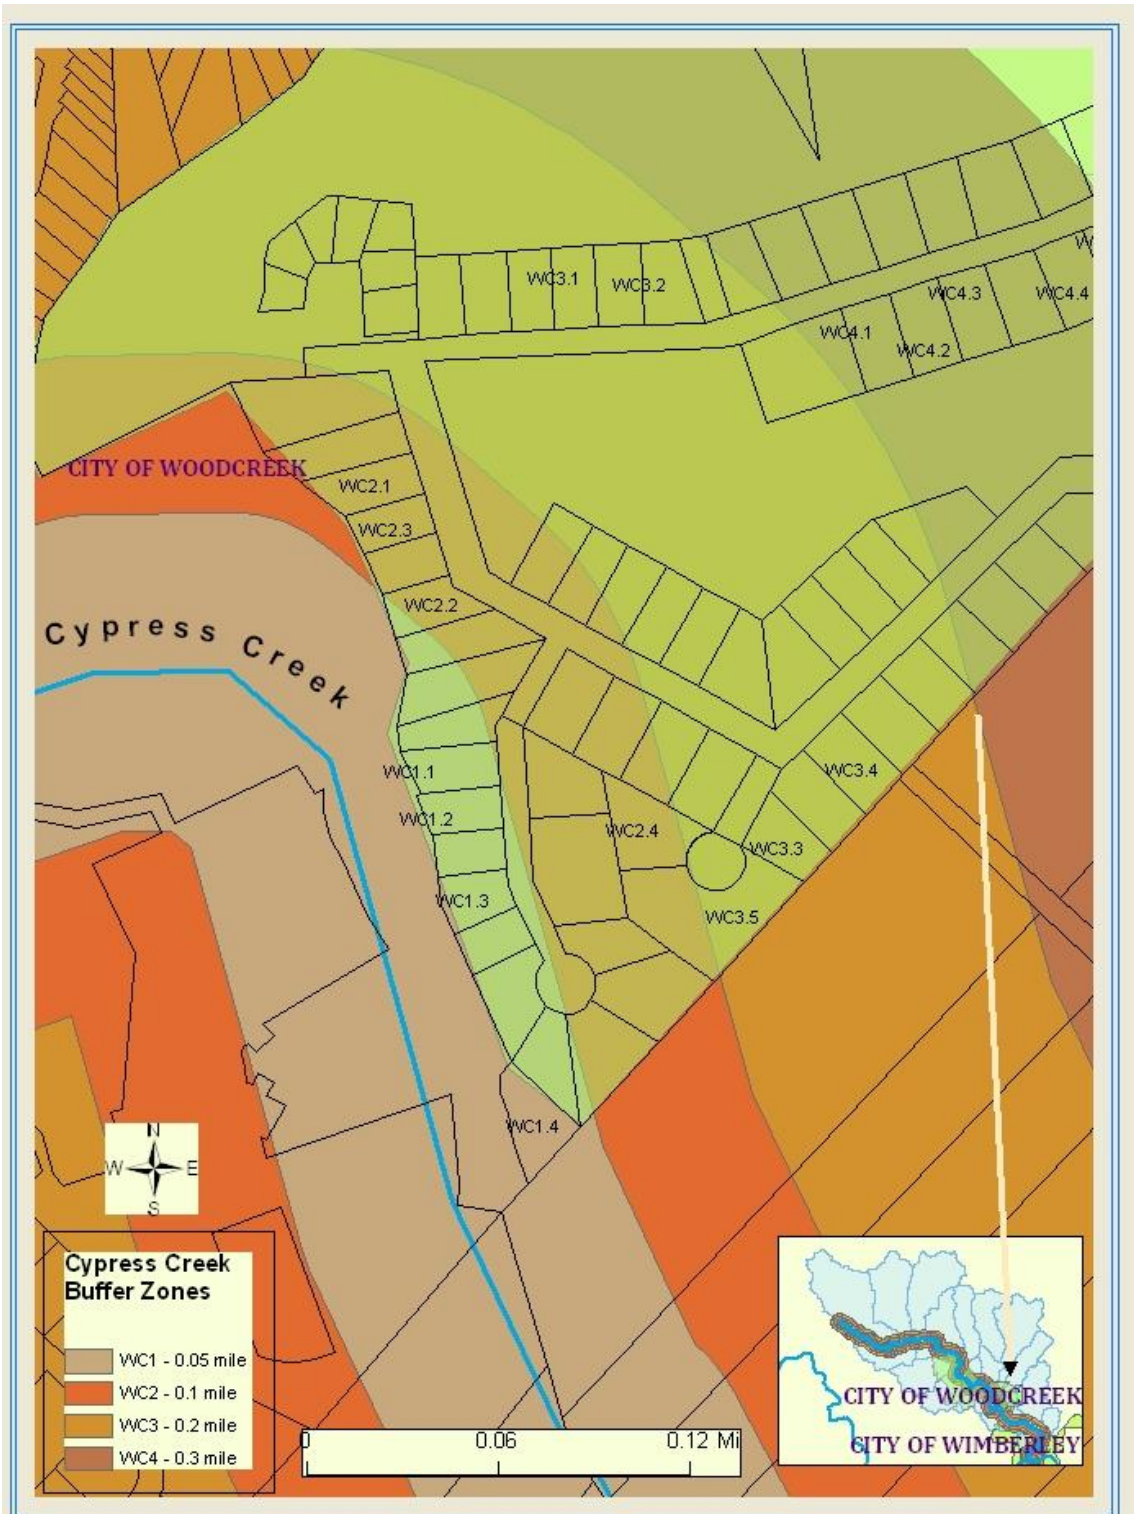 WC3.1
WC3.2
WC4.3
WC4.4
WC4.1
WC4.2
CITY OF WOODCREEK
WC2.1
WC2.3
WC2.2
Cypress Creek
WC1.1
WC3.4
WC1.2
WC2.4
WC3.3
WC1.3
WC3.5
WC1.4
N
W E
S
Cypress Creek
Buffer Zones
WC1 - 0.05 mile
WC2 - 0.1 mile
WC3 - 0.2 mile
WC4 - 0.3 mile
0 0.06 0.12 Mi
CITY OF WOODCREEK
CITY OF WIMBERLEY